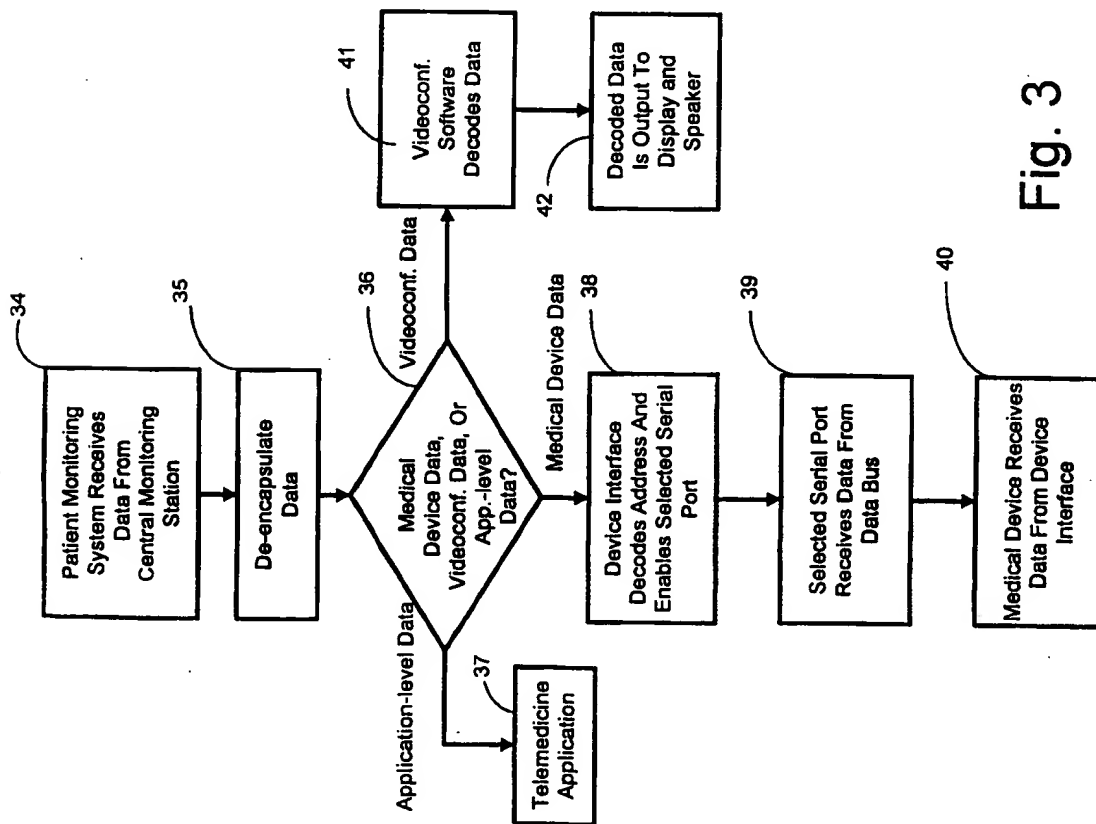 34
Patient Monitoring
System Receives
Data From
Central Monitoring
Station
35
De-encapsulate
Data
36
Medical
Device Data,
Videoconf. Data, Or
App.-level
Data?
Application-level Data
37
Telemedicine
Application
Videoconf. Data
41
Videoconf.
Software
Decodes Data
42
Decoded Data
Is Output To
Display and
Speaker
Medical Device Data
38
Device Interface
Decodes Address And
Enables Selected Serial
Port
39
Selected Serial Port
Receives Data From
Data Bus
40
Medical Device Receives
Data From Device
Interface
Fig. 3